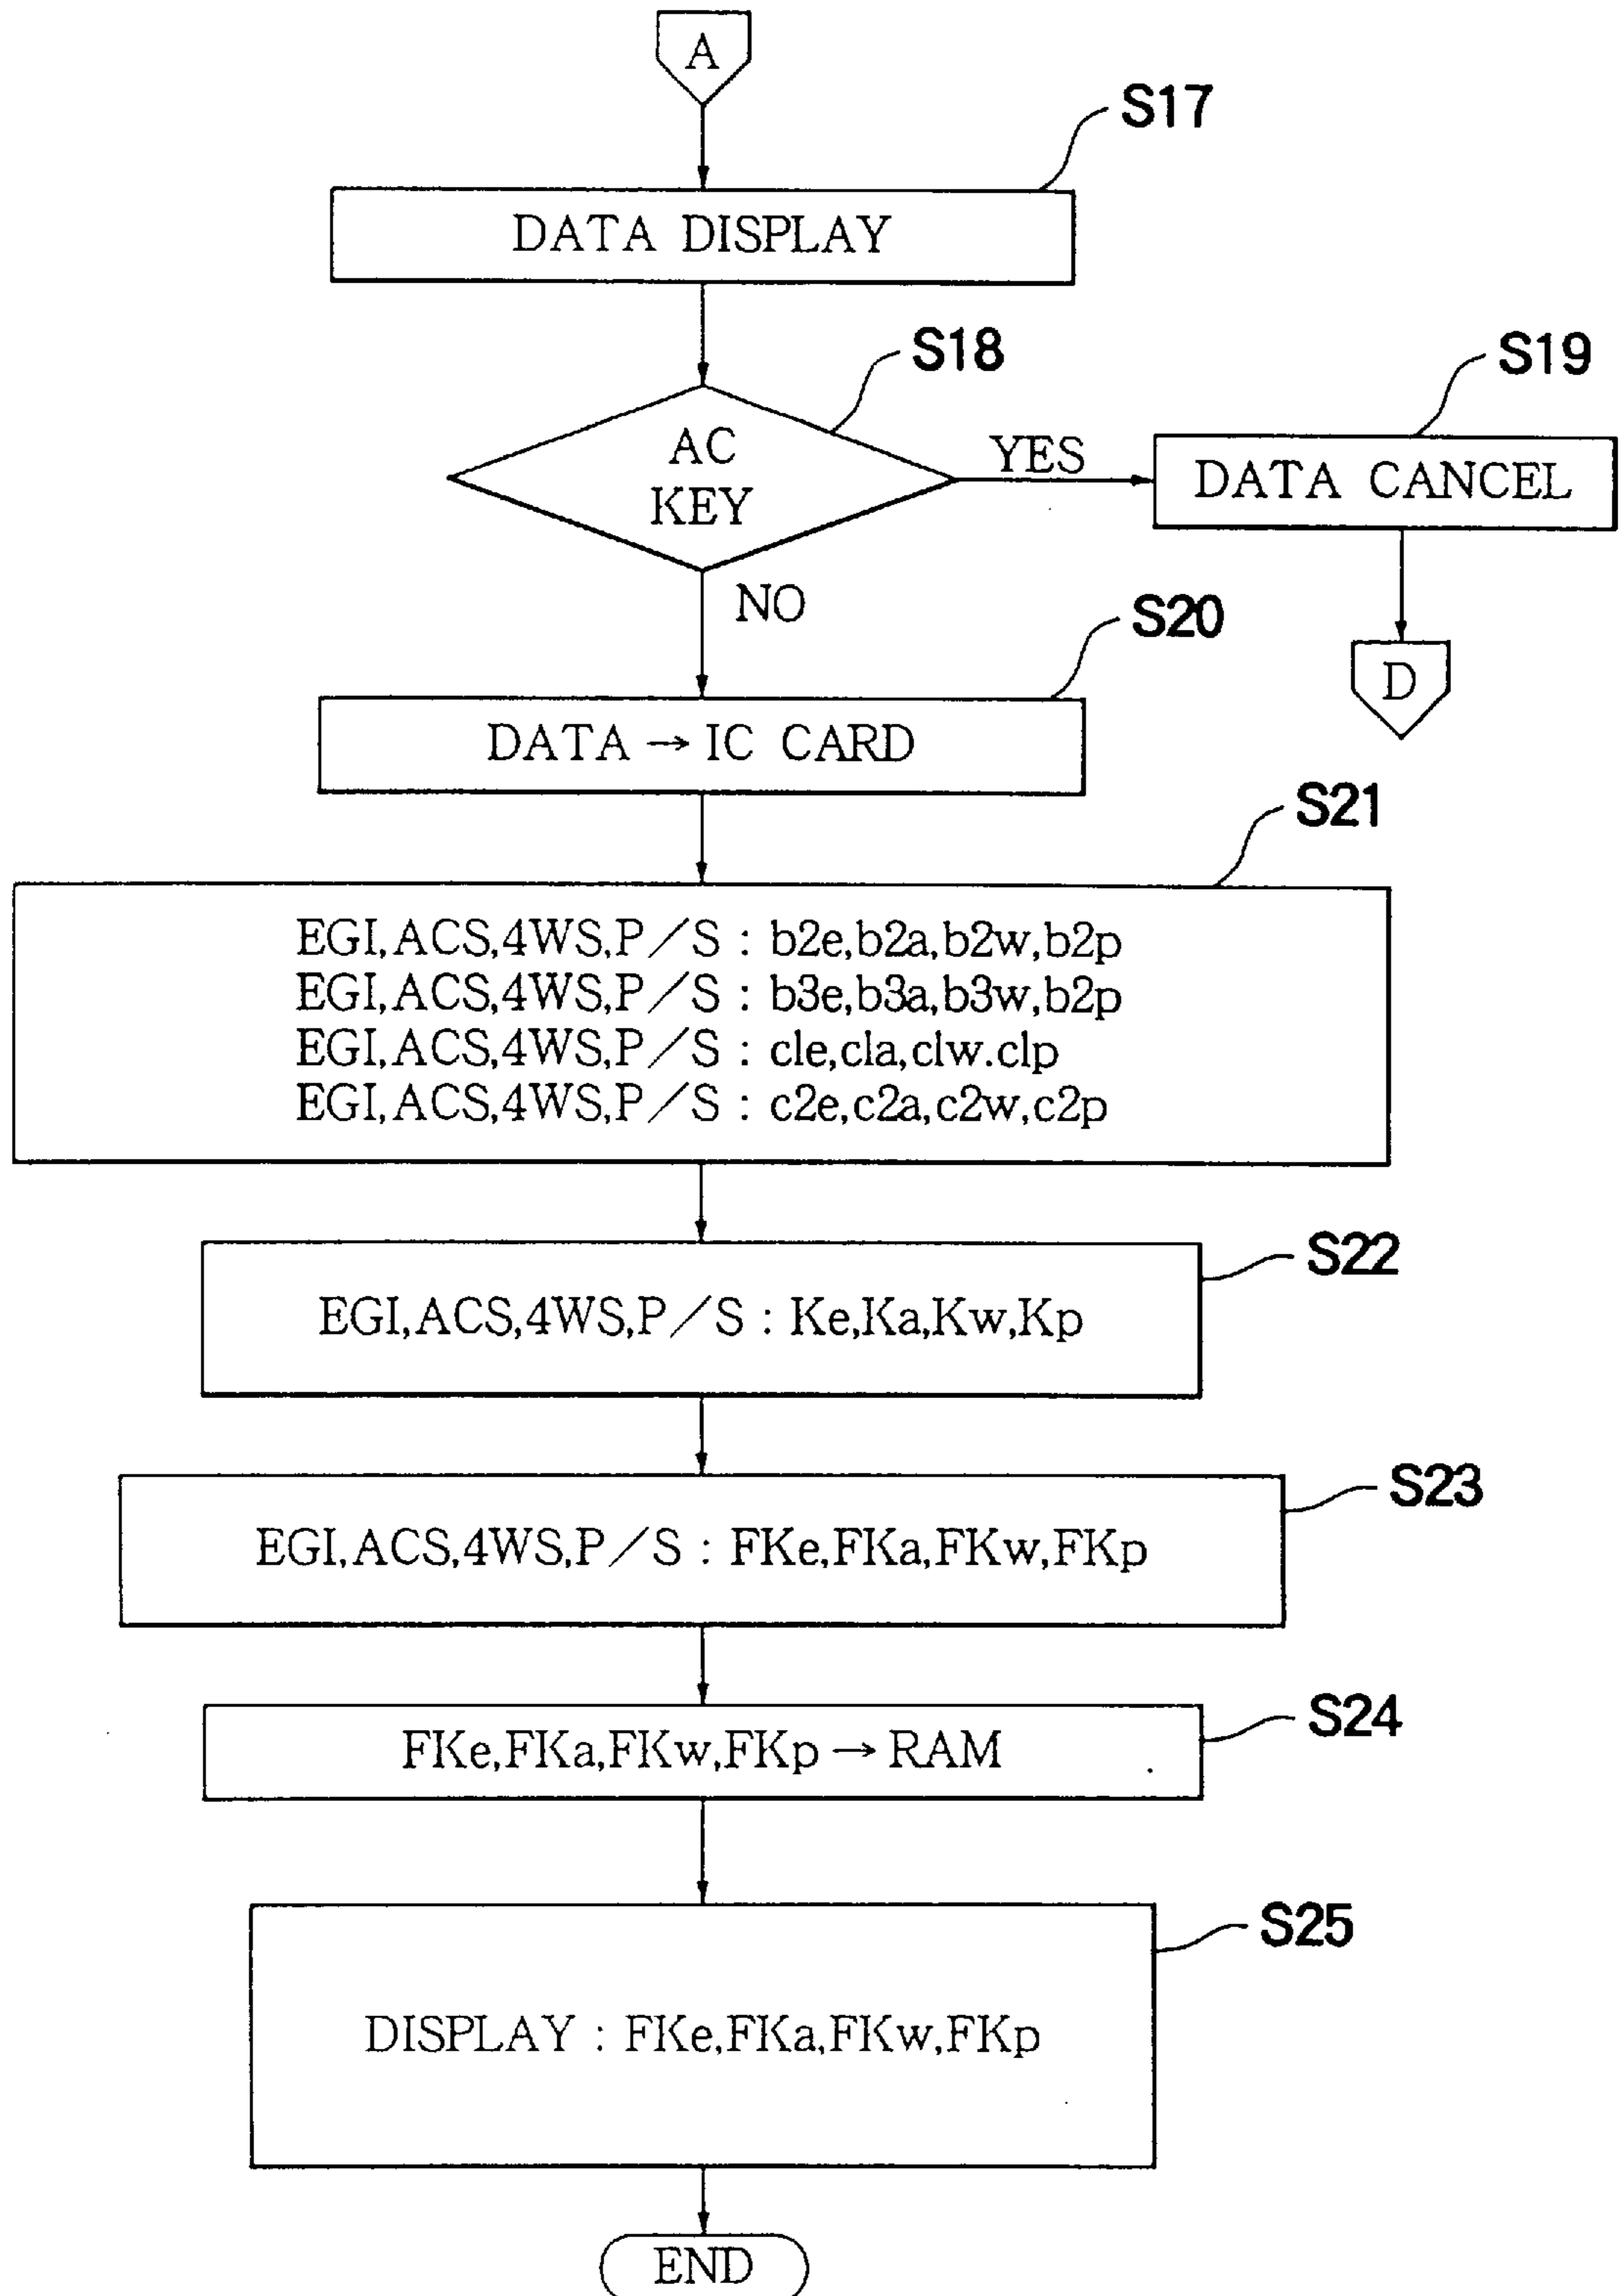 A
S17
DATA DISPLAY
S18
S19
AC
KEY
YES
DATA CANCEL
NO
S20
D
DATA → IC CARD
S21
EGI,ACS,4WS,P/S : b2e,b2a,b2w,b2p
EGI,ACS,4WS,P/S : b3e,b3a,b3w,b2p
EGI,ACS,4WS,P/S : cle,cla,clw.clp
EGI,ACS,4WS,P/S : c2e,c2a,c2w,c2p
S22
EGI,ACS,4WS,P/S : Ke,Ka,Kw,Kp
S23
EGI,ACS,4WS,P/S : FKe,FKa,FKw,FKp
S24
FKe,FKa,FKw,FKp → RAM
S25
DISPLAY : FKe,FKa,FKw,FKp
END